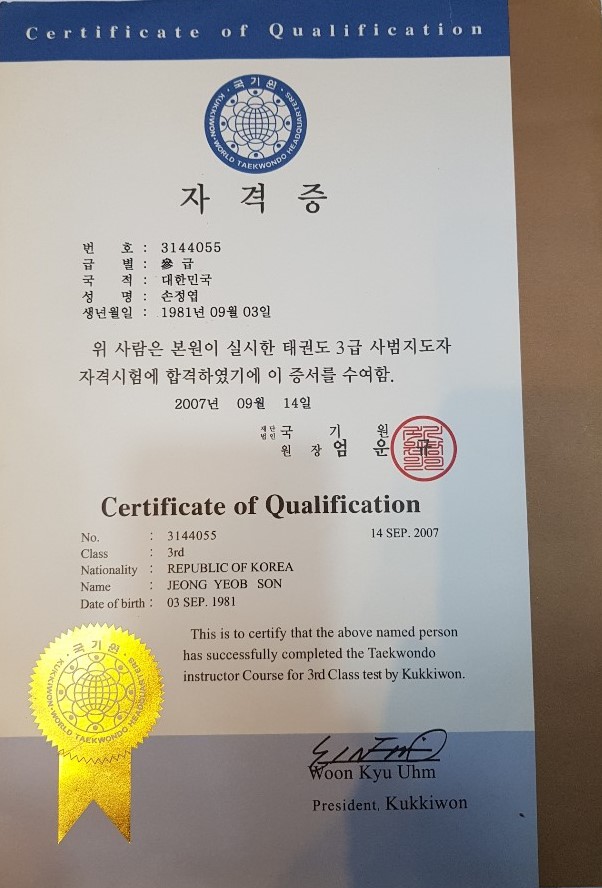 Certificate of Qualification
국기원
KUKKIWON · WORLD TAEKWONDO HEADQUARTERS
자 격 증
번 호 : 3144055
급 별 : 參 급
국 적 : 대한민국
성 명 : 손정엽
생년월일 : 1981년 09월 03일
위 사람은 본원이 실시한 태권도 3급 사범지도자
자격시험에 합격하였기에 이 증서를 수여함.
2007년 09월 14일
재단법인 국 기 원
원 장 엄 운 규
Certificate of Qualification
No. : 3144055 14 SEP. 2007
Class : 3rd
Nationality : REPUBLIC OF KOREA
Name : JEONG YEOB SON
Date of birth : 03 SEP. 1981
This is to certify that the above named person
has successfully completed the Taekwondo
instructor Course for 3rd Class test by Kukkiwon.
국기원
KUKKIWON · WORLD TAEKWONDO HEADQUARTERS
Woon Kyu Uhm
President, Kukkiwon